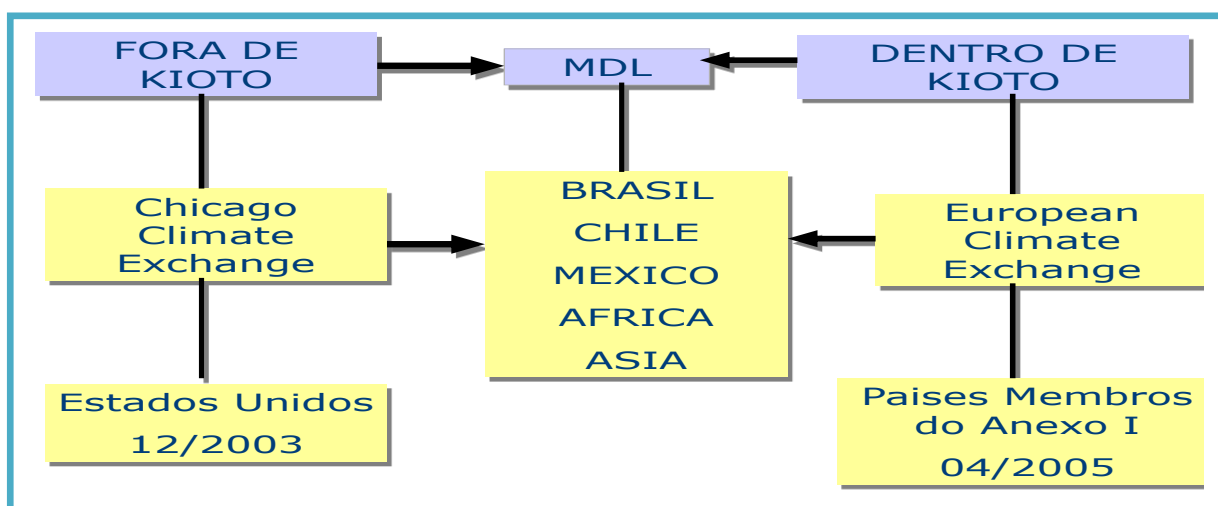 FORA DE
KIOTO
MDL
DENTRO DE
KIOTO
Chicago
Climate
Exchange
BRASIL
CHILE
MEXICO
AFRICA
ASIA
European
Climate
Exchange
Estados Unidos
12/2003
Paises Membros
do Anexo I
04/2005